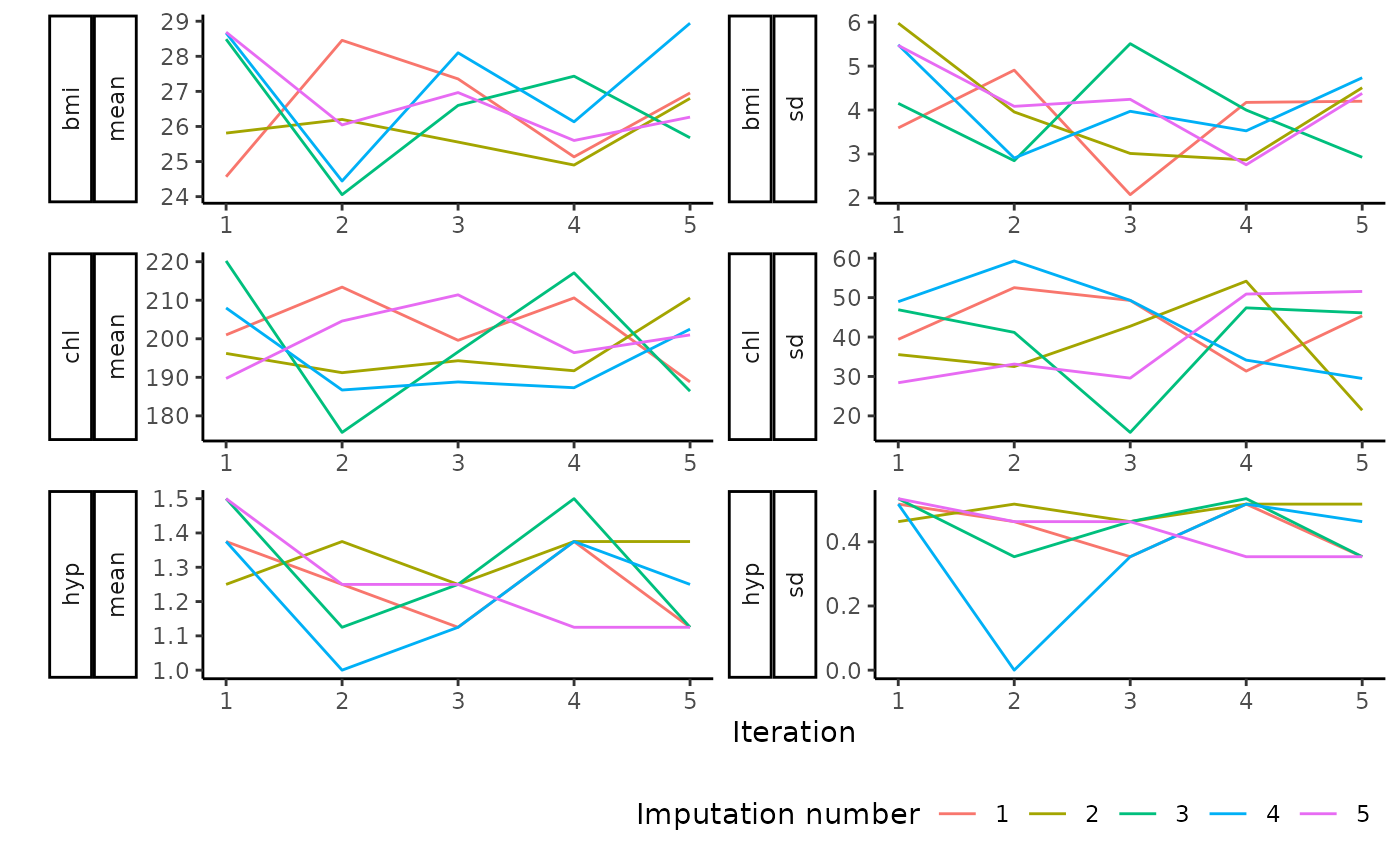 bmi mean
29
28
27
26
25
24
1 2 3 4 5
bmi sd
6
5
4
3
2
1 2 3 4 5
chl mean
220
210
200
190
180
1 2 3 4 5
chl sd
60
50
40
30
20
1 2 3 4 5
hyp mean
1.5
1.4
1.3
1.2
1.1
1.0
1 2 3 4 5
hyp sd
0.4
0.2
0.0
1 2 3 4 5
Iteration
Imputation number 1 2 3 4 5